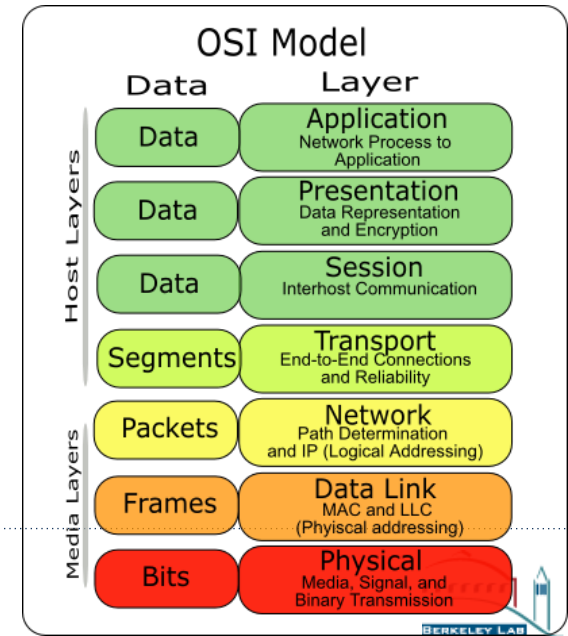 OSI Model
Data Layer
Host Layers
Data
Application
Network Process to
Application
Data
Presentation
Data Representation
and Encryption
Data
Session
Interhost Communication
Segments
Transport
End-to-End Connections
and Reliability
Media Layers
Packets
Network
Path Determination
and IP (Logical Addressing)
Frames
Data Link
MAC and LLC
(Phyiscal addressing)
Bits
Physical
Media, Signal, and
Binary Transmission
BERKELEY LAB